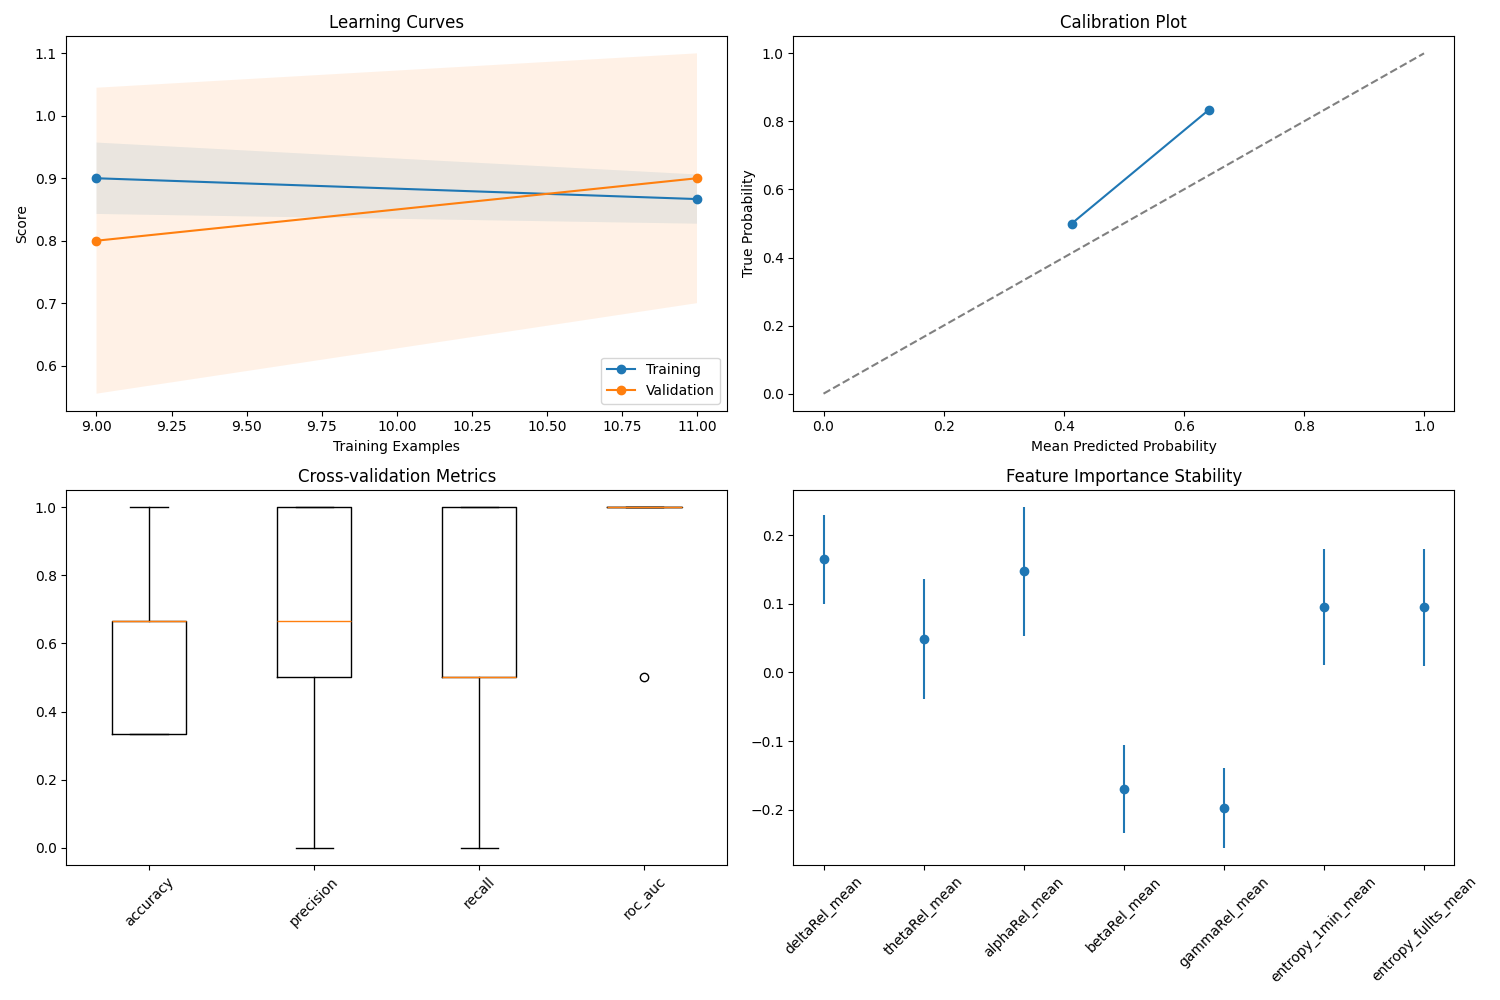 Learning Curves
1.1
1.0
0.9
0.8
0.7
0.6
Score
Training
Validation
9.00 9.25 9.50 9.75 10.00 10.25 10.50 10.75 11.00
Training Examples
Calibration Plot
1.0
0.8
0.6
0.4
0.2
0.0
True Probability
0.0 0.2 0.4 0.6 0.8 1.0
Mean Predicted Probability
Cross-validation Metrics
1.0
0.8
0.6
0.4
0.2
0.0
accuracy precision recall roc_auc
Feature Importance Stability
0.2
0.1
0.0
−0.1
−0.2
deltaRel_mean thetaRel_mean alphaRel_mean betaRel_mean gammaRel_mean entropy_1min_mean entropy_fullts_mean